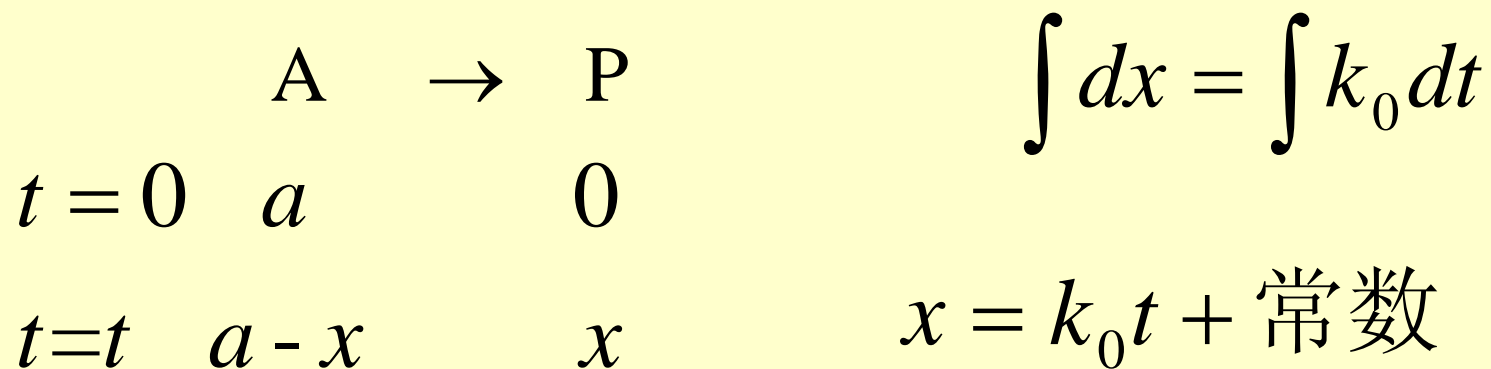 A → P
∫dx = ∫k₀dt
t = 0 a 0
t=t a - x x
x = k₀t + 常数